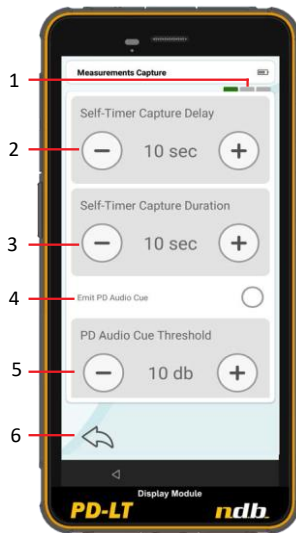 Measurements Capture
1
Self-Timer Capture Delay
2
10 sec
Self-Timer Capture Duration
3
10 sec
4
Emit PD Audio Cue
PD Audio Cue Threshold
5
10 db
6
Display Module
PD-LT
ndb